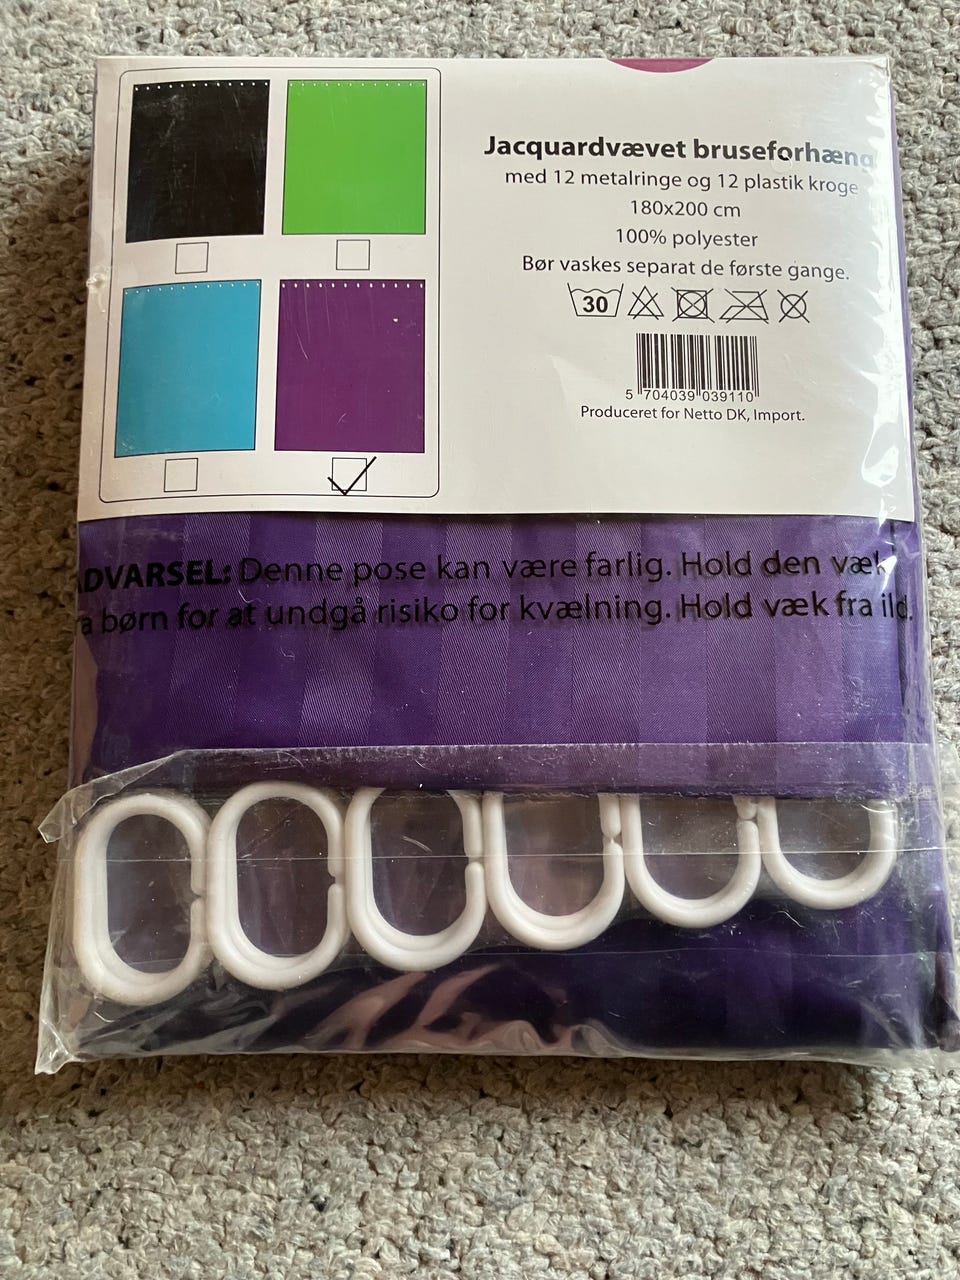 Jacquardvævet bruseforhæng
med 12 metalringe og 12 plastik kroge
180x200 cm
100% polyester
Bør vaskes separat de første gange.
30
5 704039 039110
Produceret for Netto DK, Import.
DVARSEL: Denne pose kan være farlig. Hold den væk
a børn for at undgå risiko for kvælning. Hold væk fra ild.